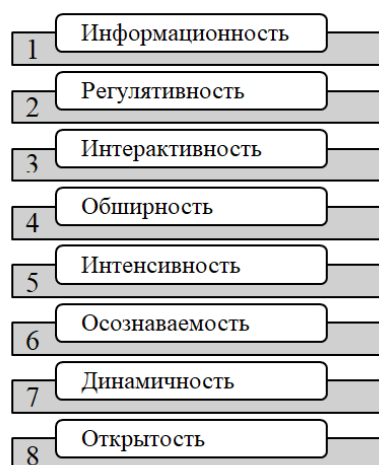 1 Информационность
2 Регулятивность
3 Интерактивность
4 Обширность
5 Интенсивность
6 Осознаваемость
7 Динамичность
8 Открытость